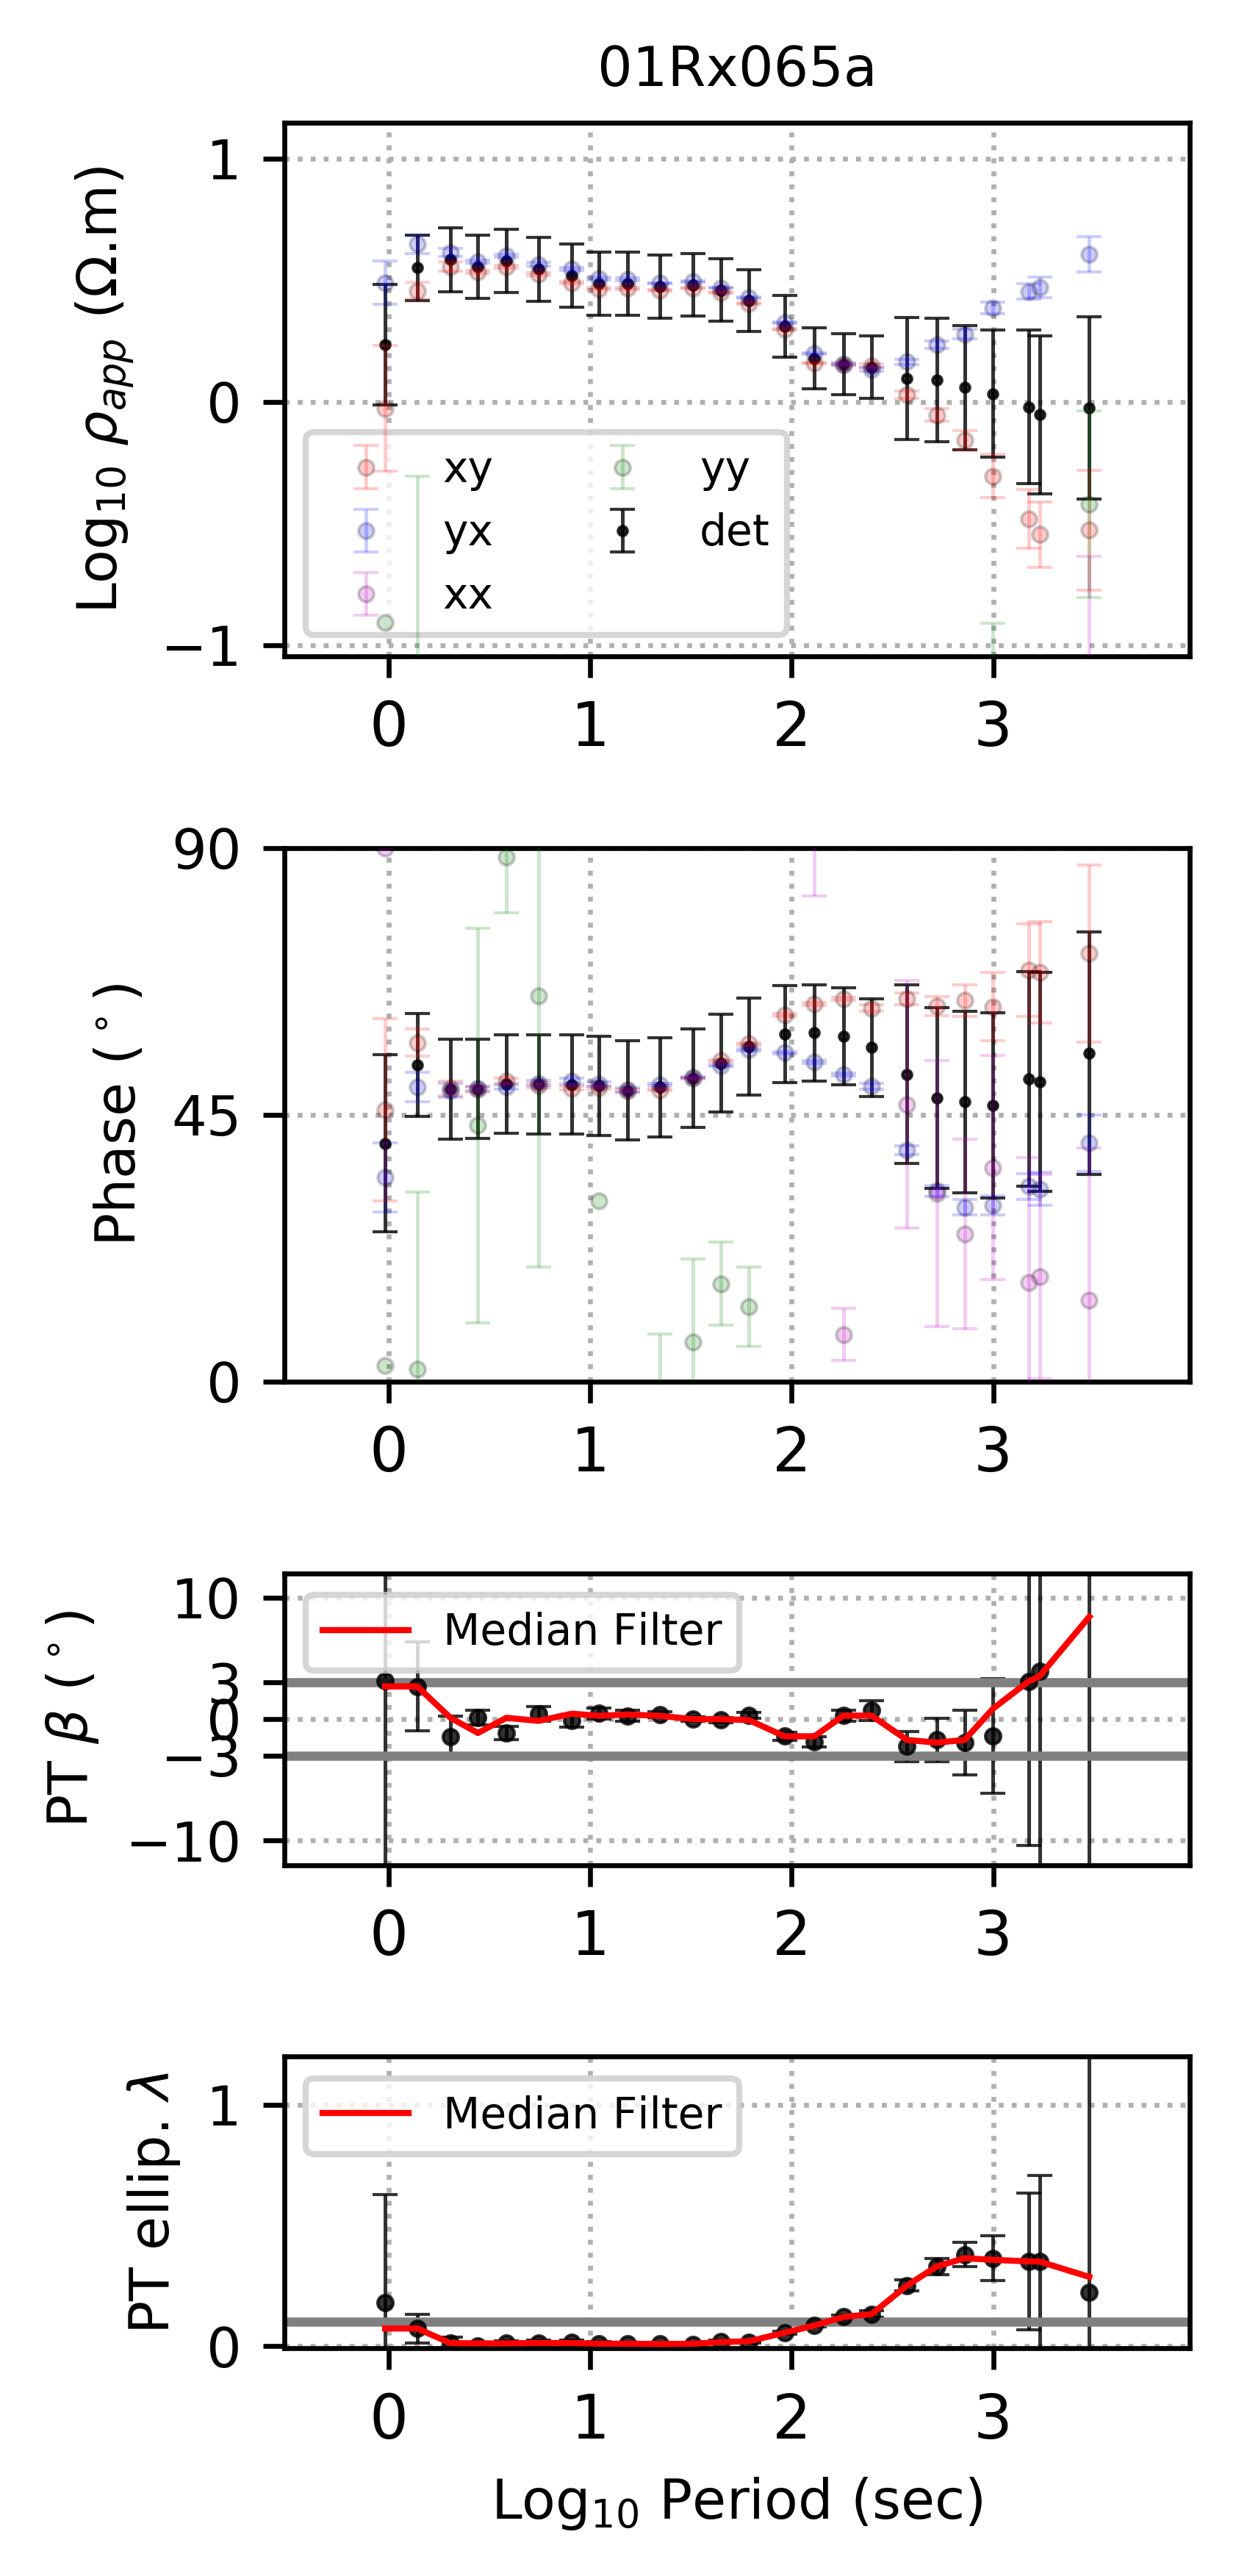 01Rx065a
Log₁₀ ρ_app (Ω.m)
1
0
−1
xy
yx
xx
yy
det
0 1 2 3
Phase (°)
90
45
0
0 1 2 3
PT β (°)
10
3
0
−3
−10
Median Filter
0 1 2 3
PT ellip. λ
1
0
Median Filter
0 1 2 3
Log₁₀ Period (sec)